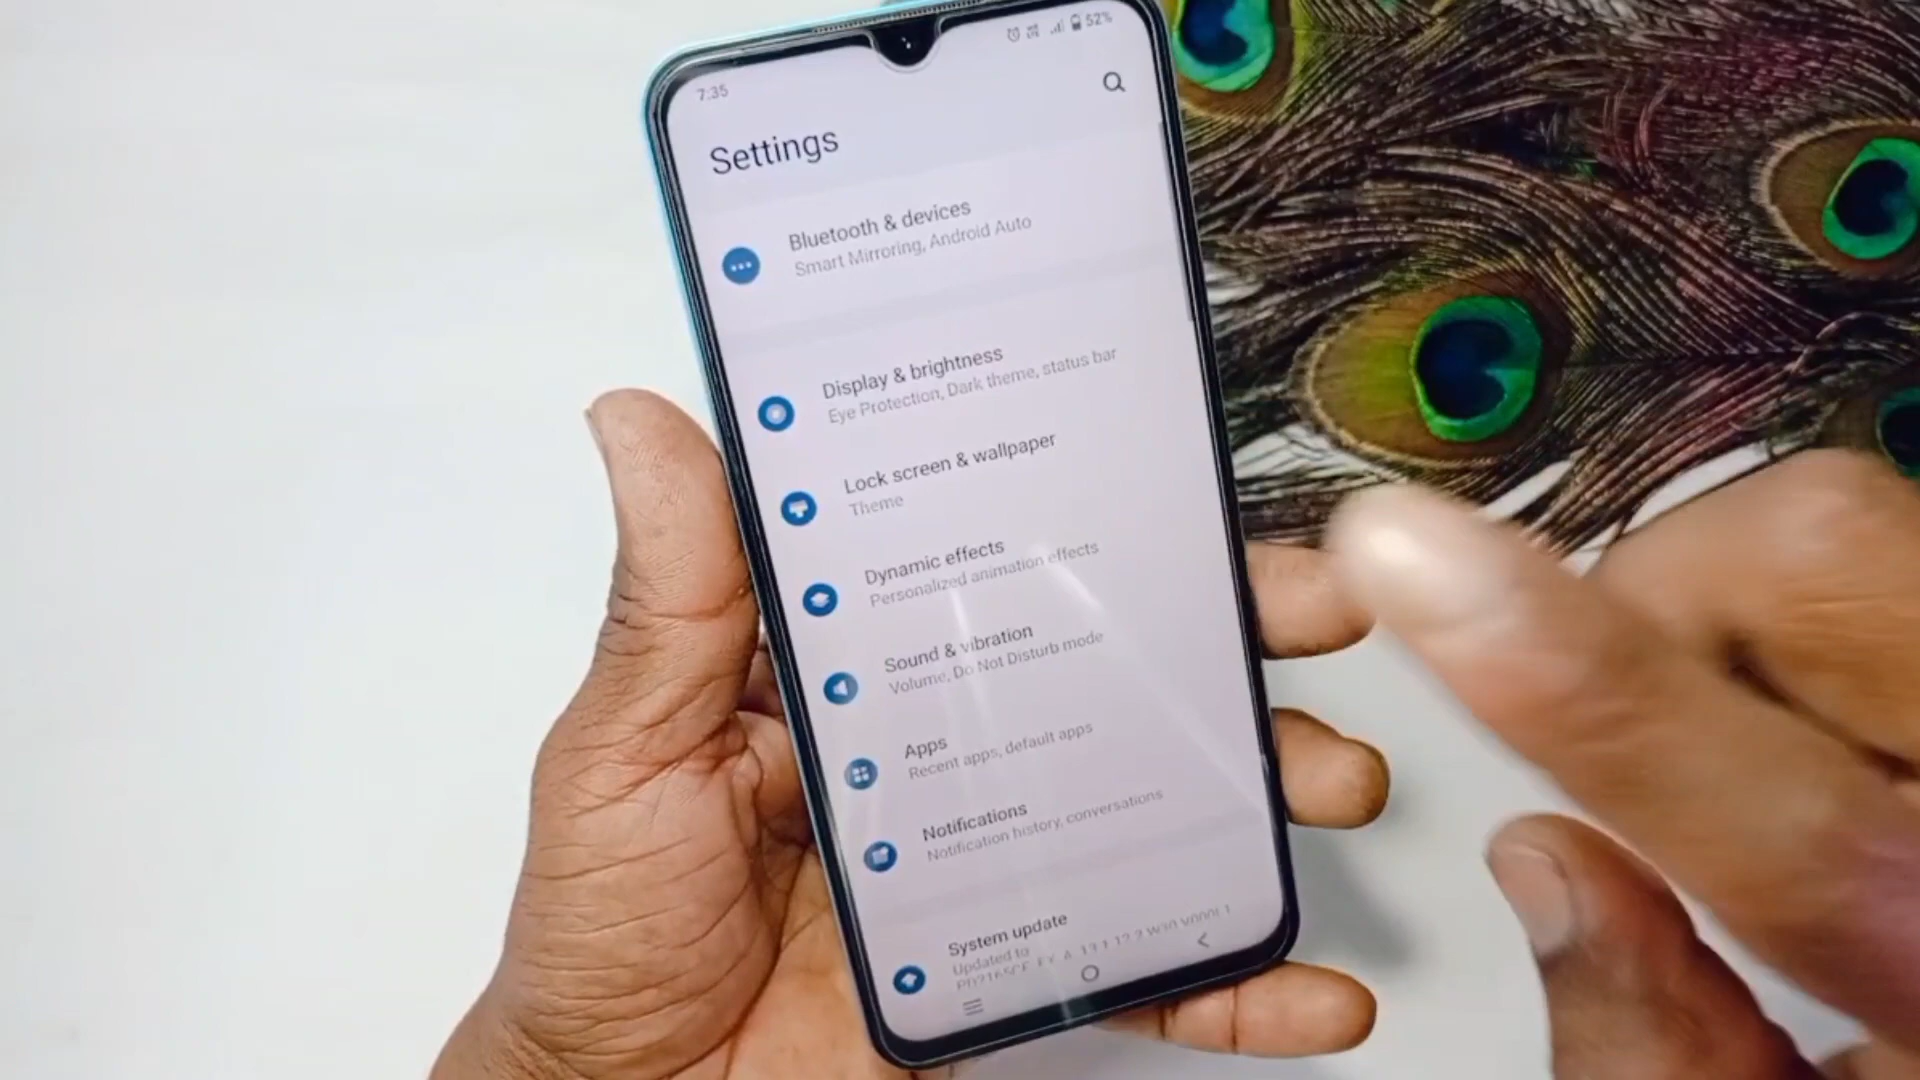 7:35
52%
Settings
Bluetooth & devices
Smart Mirroring, Android Auto
Display & brightness
Eye Protection, Dark theme, status bar
Lock screen & wallpaper
Theme
Dynamic effects
Personalized animation effects
Sound & vibration
Volume, Do Not Disturb mode
Apps
Recent apps, default apps
Notifications
Notification history, conversations
System update
Updated to